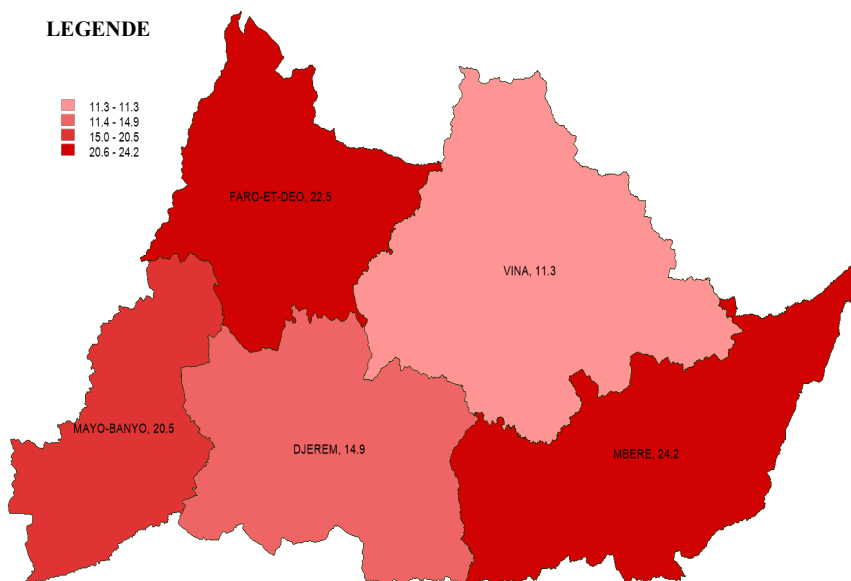 LEGENDE
11.3 - 11.3
11.4 - 14.9
15.0 - 20.5
20.6 - 24.2
FARO-ET-DEO, 22.5
VINA, 11.3
MAYO-BANYO, 20.5
DJEREM, 14.9
MBERE, 24.2